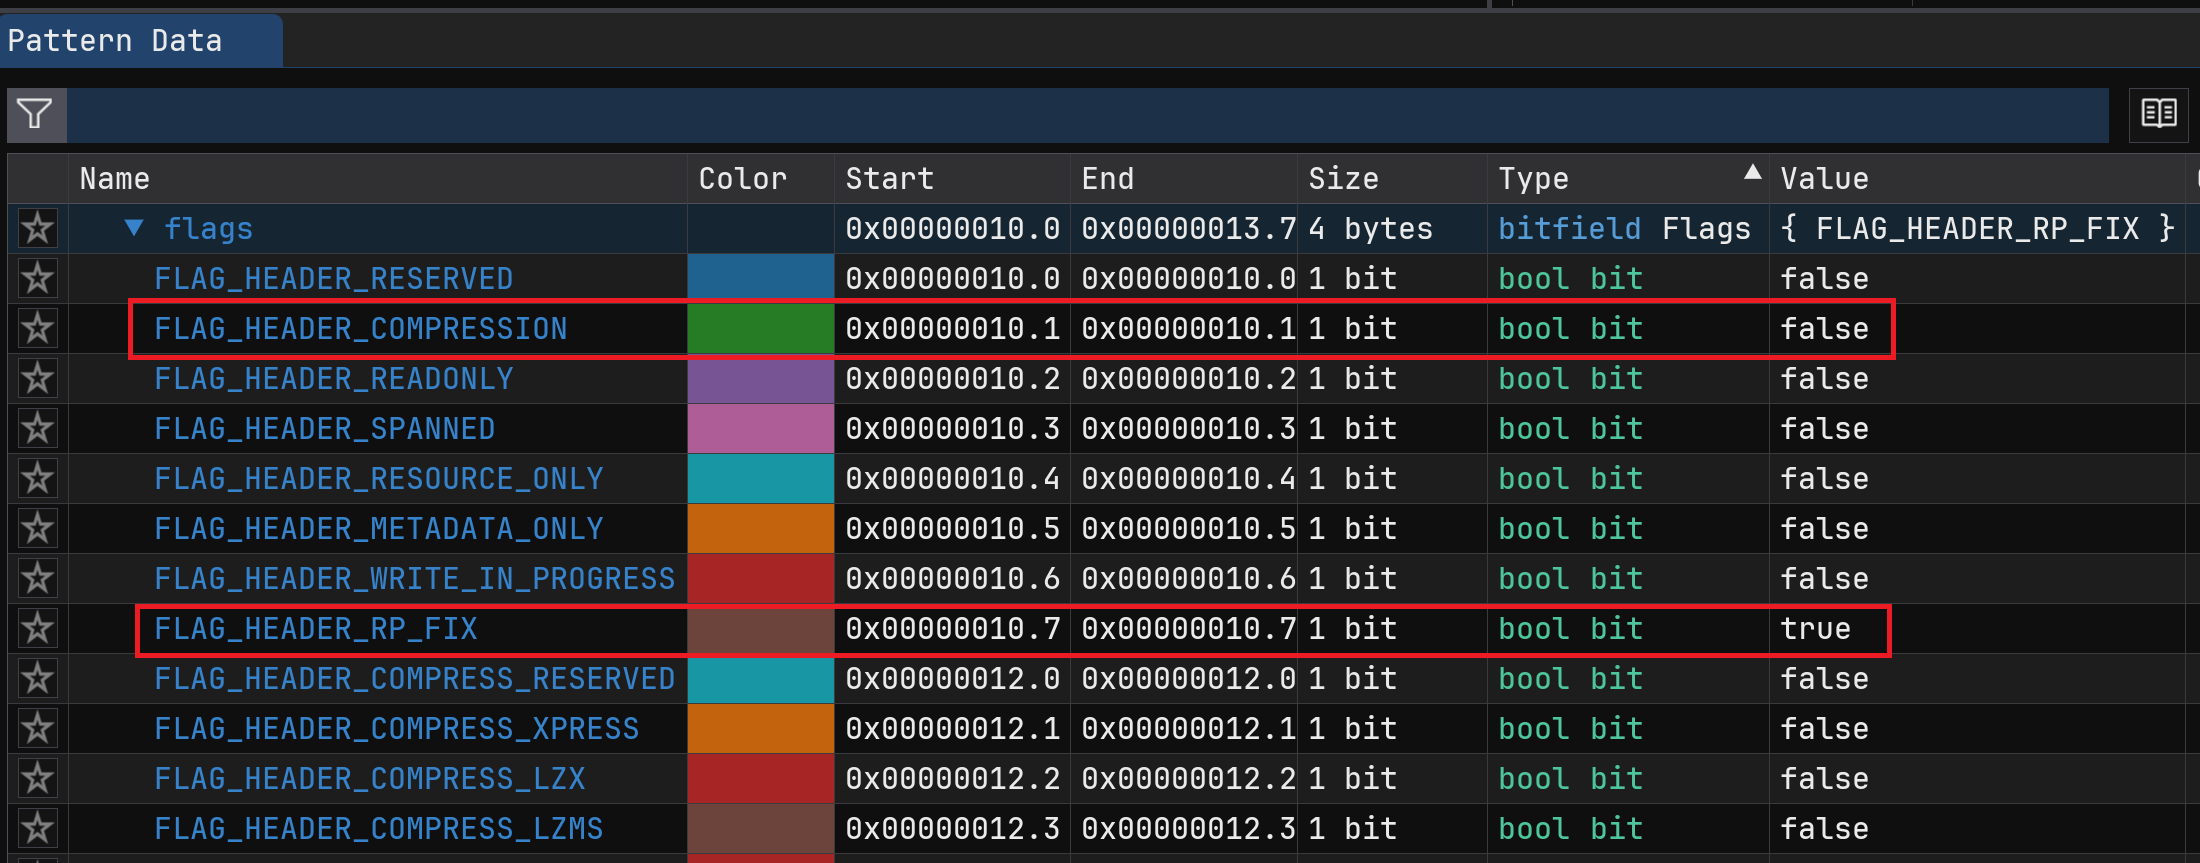 Pattern Data
Name Color Start End Size Type Value
flags 0x00000010.0 0x00000013.7 4 bytes bitfield Flags { FLAG_HEADER_RP_FIX }
FLAG_HEADER_RESERVED 0x00000010.0 0x00000010.0 1 bit bool bit false
FLAG_HEADER_COMPRESSION 0x00000010.1 0x00000010.1 1 bit bool bit false
FLAG_HEADER_READONLY 0x00000010.2 0x00000010.2 1 bit bool bit false
FLAG_HEADER_SPANNED 0x00000010.3 0x00000010.3 1 bit bool bit false
FLAG_HEADER_RESOURCE_ONLY 0x00000010.4 0x00000010.4 1 bit bool bit false
FLAG_HEADER_METADATA_ONLY 0x00000010.5 0x00000010.5 1 bit bool bit false
FLAG_HEADER_WRITE_IN_PROGRESS 0x00000010.6 0x00000010.6 1 bit bool bit false
FLAG_HEADER_RP_FIX 0x00000010.7 0x00000010.7 1 bit bool bit true
FLAG_HEADER_COMPRESS_RESERVED 0x00000012.0 0x00000012.0 1 bit bool bit false
FLAG_HEADER_COMPRESS_XPRESS 0x00000012.1 0x00000012.1 1 bit bool bit false
FLAG_HEADER_COMPRESS_LZX 0x00000012.2 0x00000012.2 1 bit bool bit false
FLAG_HEADER_COMPRESS_LZMS 0x00000012.3 0x00000012.3 1 bit bool bit false